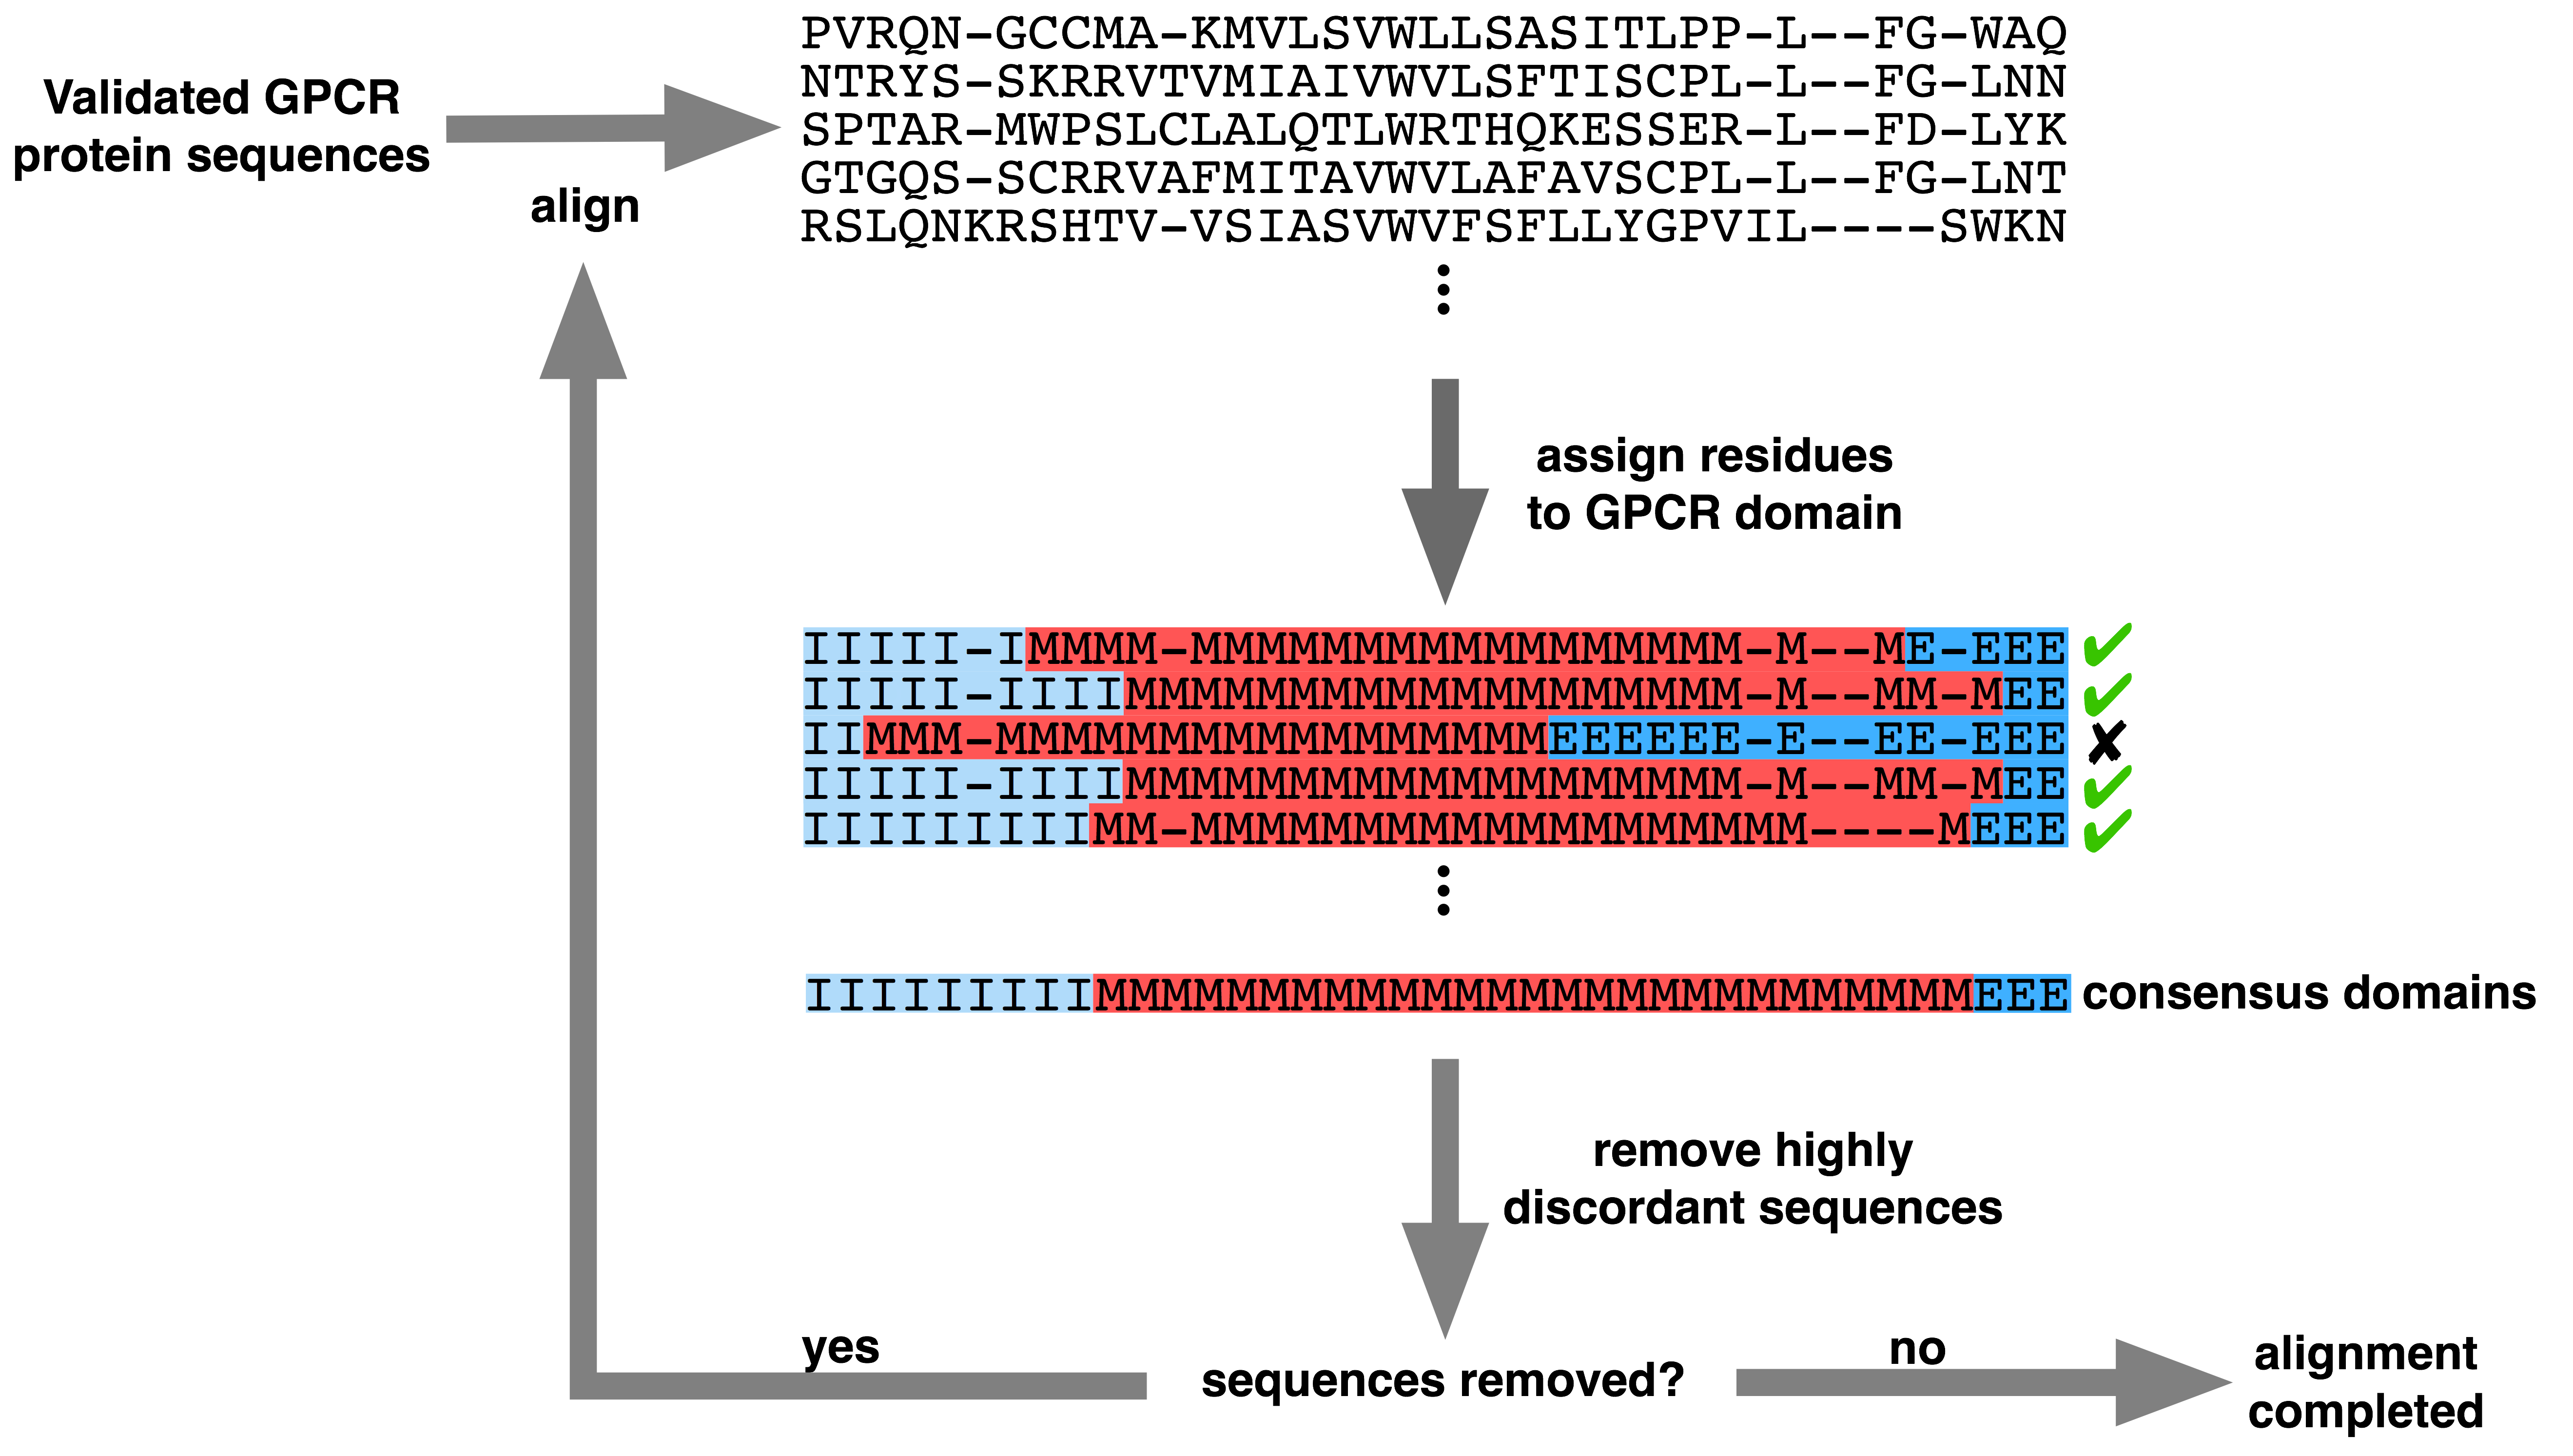 PVRQN-GCCMA-KMVLSVWLLSASITLPP-L--FG-WAQ
NTRYS-SKRRVTVMIAIVWVLSFTISCPL-L--FG-LNN
SPTAR-MWPSLCLALQTLWRTHQKESSER-L--FD-LYK
GTGQS-SCRRVAFMITAVWVLAFAVSCPL-L--FG-LNT
RSLQNKRSHTV-VSIASVWVFSFLLYGPVIL----SWKN
Validated GPCR
protein sequences
align
assign residues
to GPCR domain
IIIII-IMMMM-MMMMMMMMMMMMMMMMM-M--ME-EEE
IIIII-IIIIMMMMMMMMMMMMMMMMMMM-M--MM-MEE
IIMMM-MMMMMMMMMMMMMMMMMEEEEEE-E--EE-EEE
IIIII-IIIIMMMMMMMMMMMMMMMMMMM-M--MM-MEE
IIIIIIIIIMM-MMMMMMMMMMMMMMMMMMM----MEEE
IIIIIIIIIMMMMMMMMMMMMMMMMMMMMMMMMMMMEEE consensus domains
remove highly
discordant sequences
yes
sequences removed?
no
alignment
completed